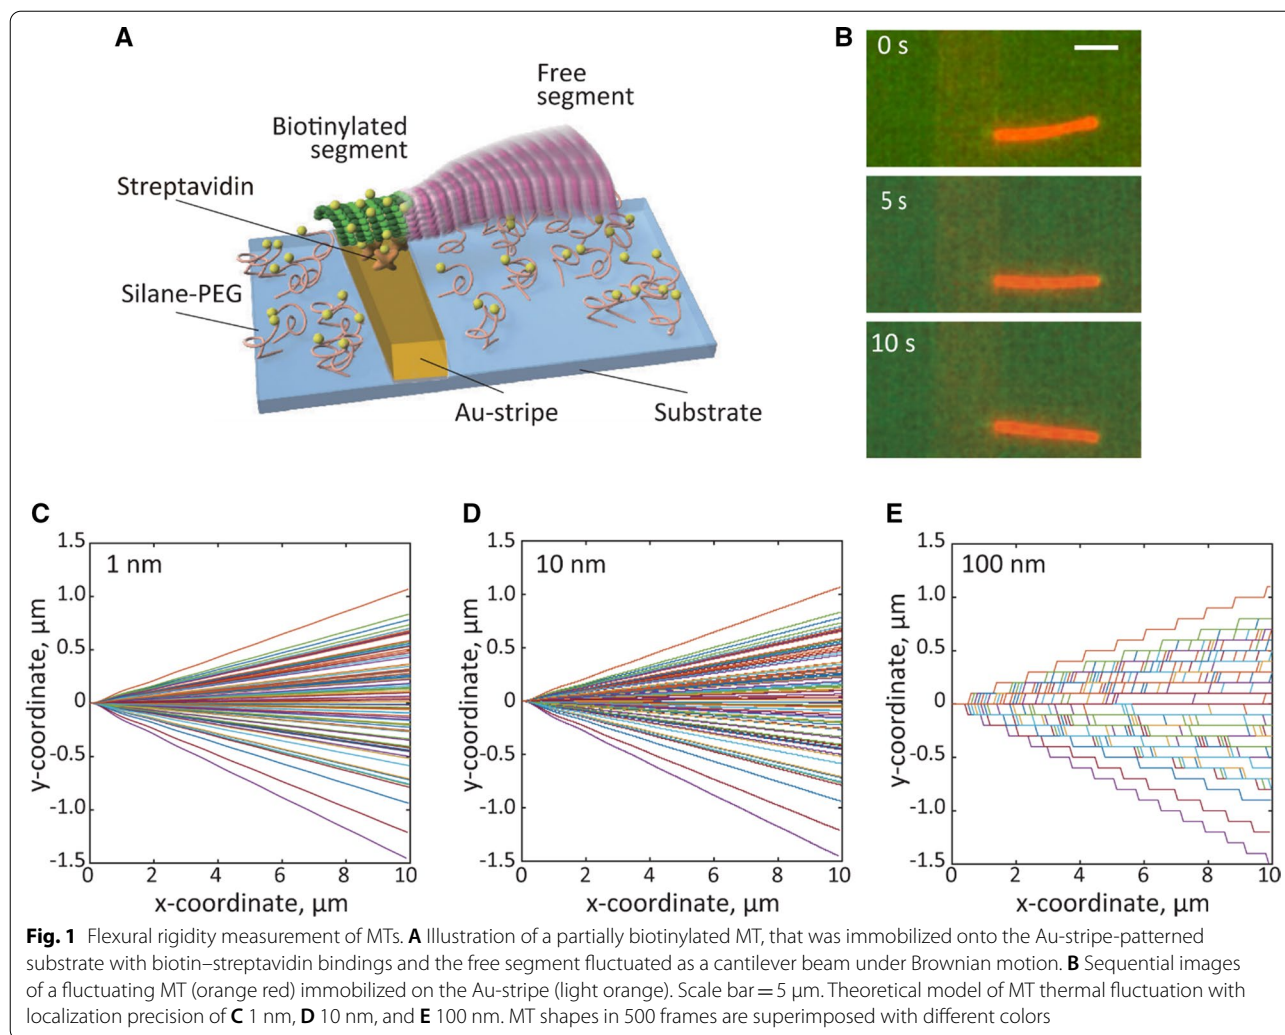 A
Free
segment
Biotinylated
segment
Streptavidin
Silane-PEG
Au-stripe
Substrate
B
0 s
5 s
10 s
C
1.5
1.0
0.5
0
-0.5
-1.0
-1.5
y-coordinate, μm
1 nm
0 2 4 6 8 10
x-coordinate, μm
D
1.5
1.0
0.5
0
-0.5
-1.0
-1.5
y-coordinate, μm
10 nm
0 2 4 6 8 10
x-coordinate, μm
E
1.5
1.0
0.5
0
-0.5
-1.0
-1.5
y-coordinate, μm
100 nm
0 2 4 6 8 10
x-coordinate, μm
Fig. 1 Flexural rigidity measurement of MTs. A Illustration of a partially biotinylated MT, that was immobilized onto the Au-stripe-patterned
substrate with biotin–streptavidin bindings and the free segment fluctuated as a cantilever beam under Brownian motion. B Sequential images
of a fluctuating MT (orange red) immobilized on the Au-stripe (light orange). Scale bar = 5 μm. Theoretical model of MT thermal fluctuation with
localization precision of C 1 nm, D 10 nm, and E 100 nm. MT shapes in 500 frames are superimposed with different colors